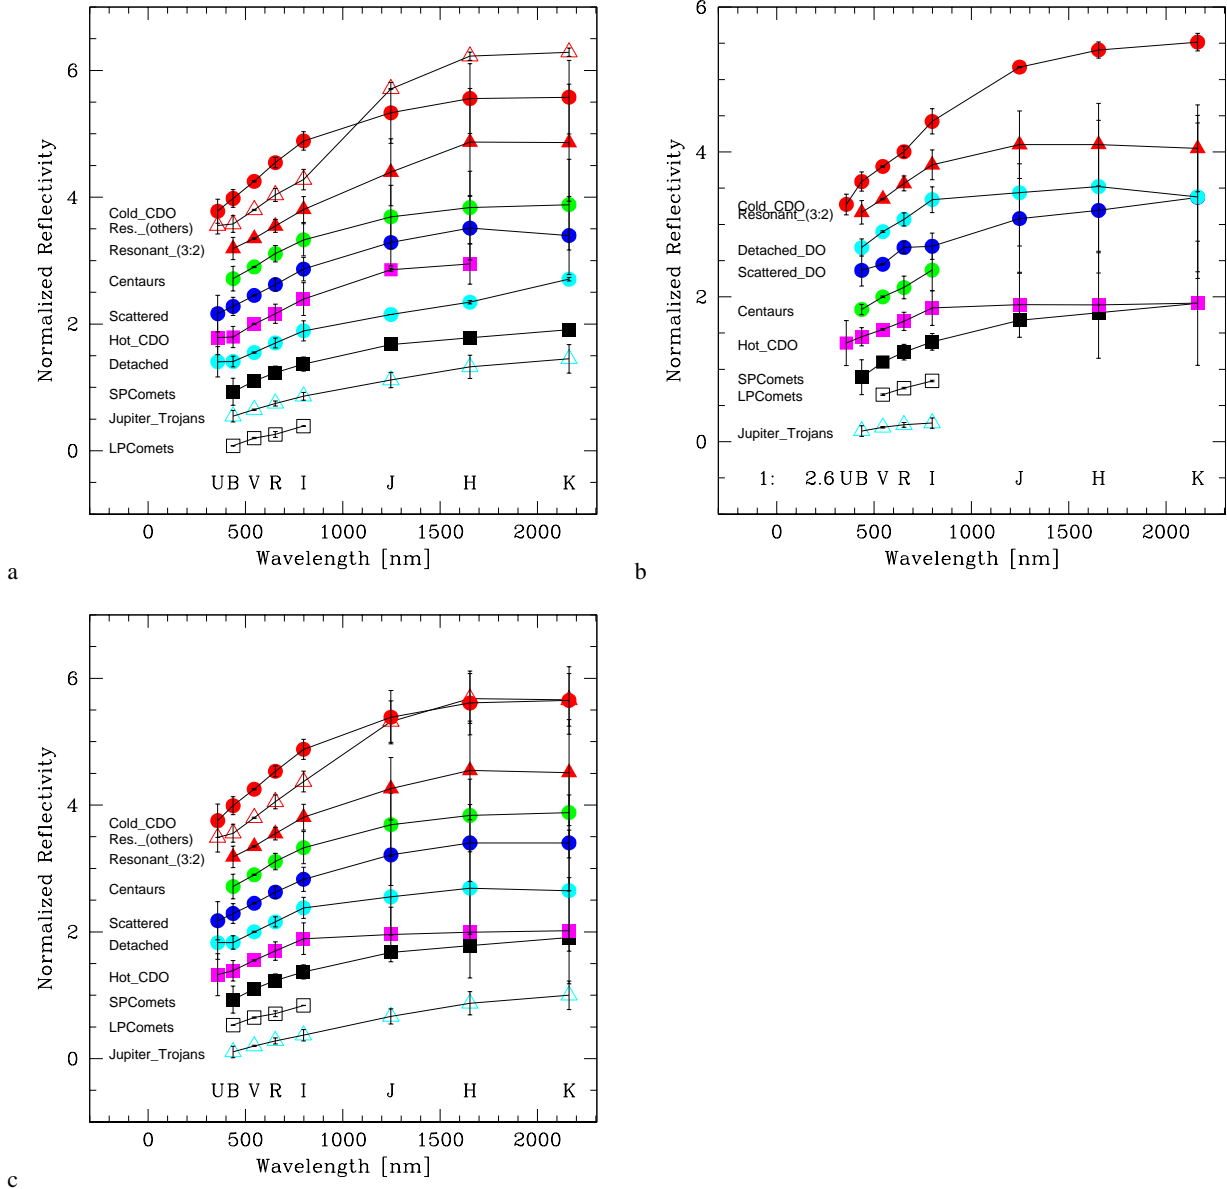 6
4
2
0
Normalized Reflectivity
Cold_CDO
Res._(others)
Resonant_(3:2)
Centaurs
Scattered
Hot_CDO
Detached
SPComets
Jupiter_Trojans
LPComets
U B V R I J H K
0 500 1000 1500 2000
Wavelength [nm]
a
6
4
2
0
Normalized Reflectivity
Cold_CDO
Resonant_(3:2)
Detached_DO
Scattered_DO
Centaurs
Hot_CDO
SPComets
LPComets
Jupiter_Trojans
1: 2.6 U B V R I J H K
0 500 1000 1500 2000
Wavelength [nm]
b
6
4
2
0
Normalized Reflectivity
Cold_CDO
Res._(others)
Resonant_(3:2)
Centaurs
Scattered
Detached
Hot_CDO
SPComets
LPComets
Jupiter_Trojans
U B V R I J H K
0 500 1000 1500 2000
Wavelength [nm]
c